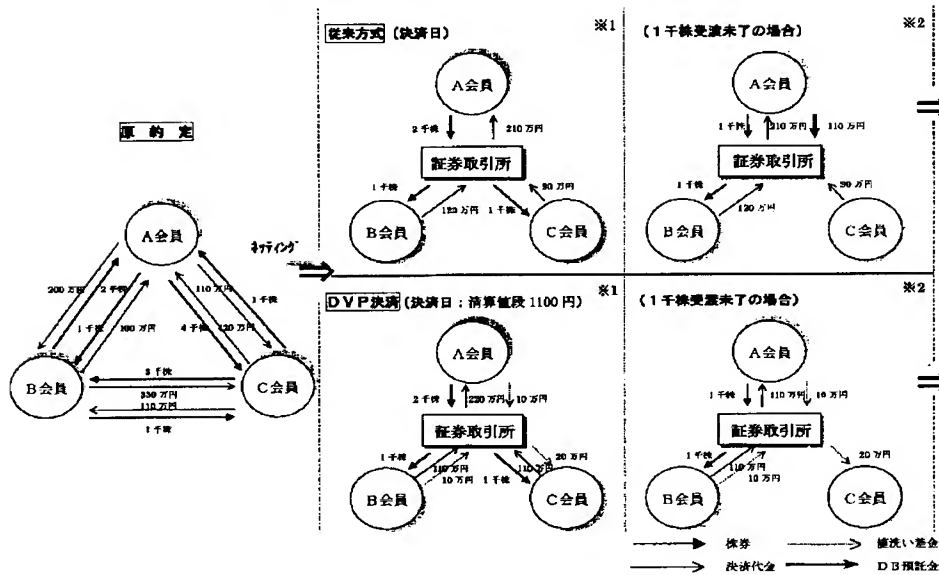 従来方式 (決済日)
※1
A会員
2千株
210万円
証券取引所
1千株
120万円
1千株
90万円
B会員
C会員
(1千株受渡未了の場合)
※2
A会員
1千株
210万円
110万円
証券取引所
1千株
120万円
90万円
B会員
C会員
原 約 定
A会員
200万円
2千株
1千株
110万円
1千株
4千株
B会員
C会員
3千株
330万円
110万円
1千株
ネッティング
DVP決済 (決済日:清算値段1100円)
※1
A会員
2千株
220万円
10万円
証券取引所
1千株
110万円
10万円
1千株
110万円
20万円
B会員
C会員
(1千株受渡未了の場合)
※2
A会員
1千株
110万円
10万円
証券取引所
1千株
110万円
10万円
20万円
B会員
C会員
株券
値洗い差金
決済代金
DB預託金